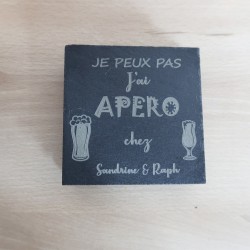 JE PEUX PAS
J'ai
APERO
chez
Sandrine & Raph